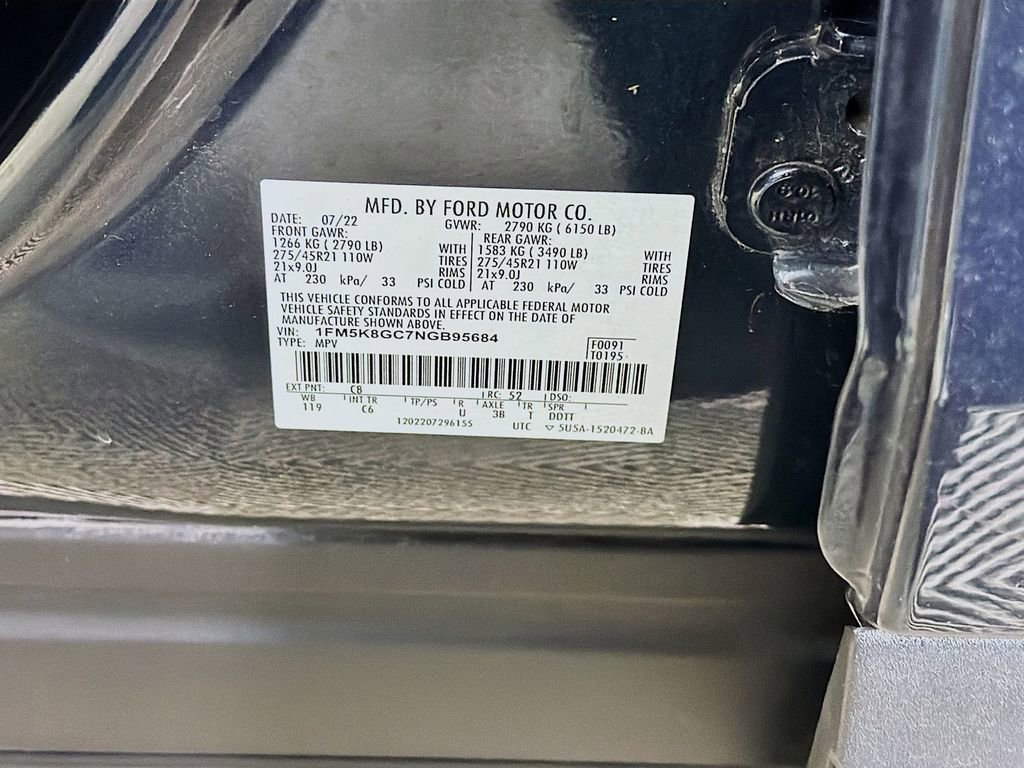 MFD. BY FORD MOTOR CO.
DATE: 07/22 GVWR: 2790 KG ( 6150 LB)
FRONT GAWR: REAR GAWR:
1266 KG ( 2790 LB) WITH 1583 KG ( 3490 LB) WITH
275/45R21 110W TIRES 275/45R21 110W TIRES
21x9.0J RIMS 21x9.0J RIMS
AT 230 kPa/ 33 PSI COLD AT 230 kPa/ 33 PSI COLD
THIS VEHICLE CONFORMS TO ALL APPLICABLE FEDERAL MOTOR
VEHICLE SAFETY STANDARDS IN EFFECT ON THE DATE OF
MANUFACTURE SHOWN ABOVE.
VIN: 1FM5K8GC7NGB95684 F0091
TYPE: MPV T0195
EXT PNT: C8 RC: 52 DSO:
WB INT TR TP/PS R AXLE TR SPR
119 C6 U 3B T DDTT
1202207296155 UTC ▽ 5U5A-1520472-BA